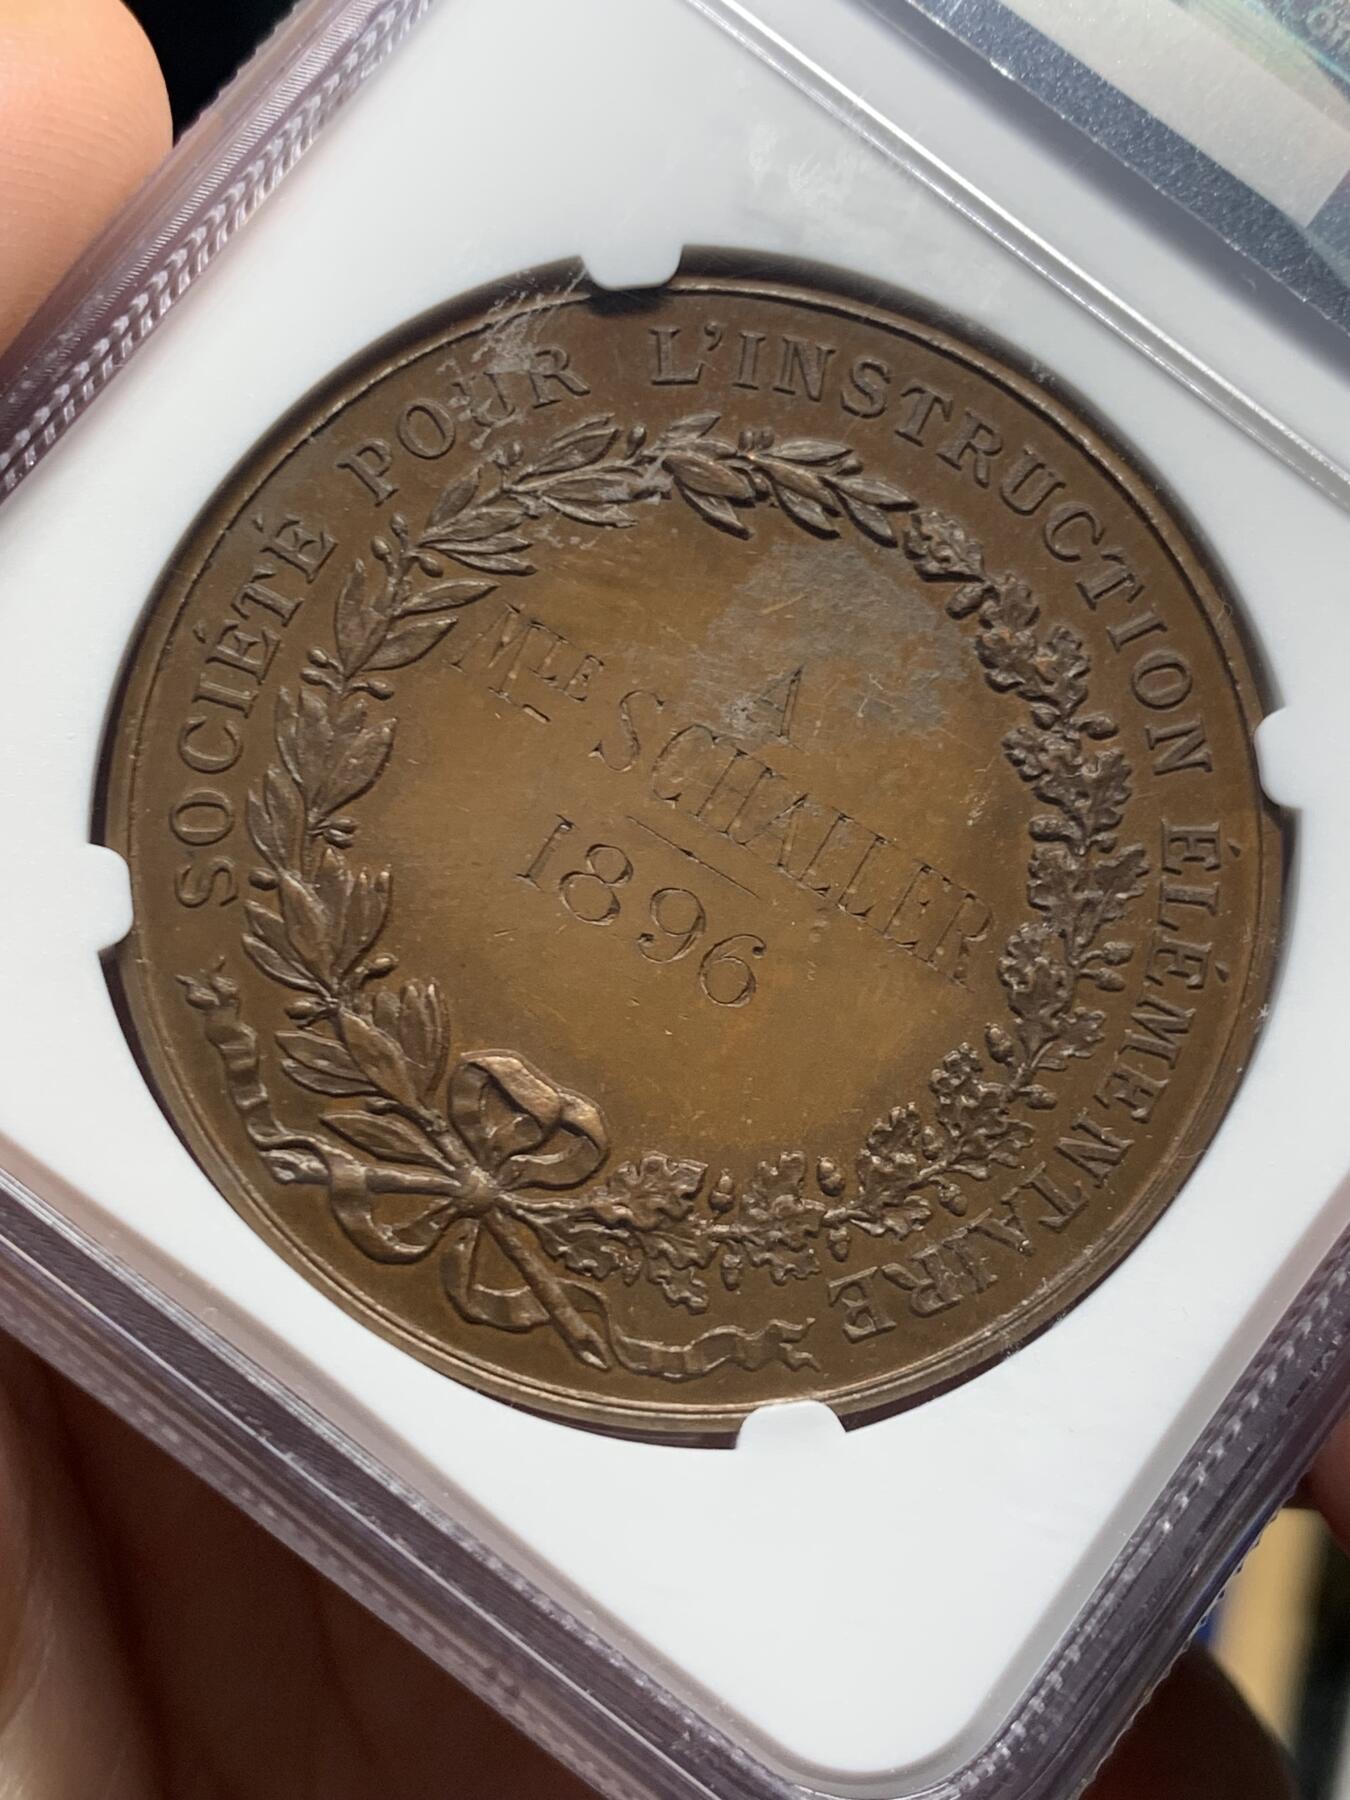 SOCIÉTÉ POUR L'INSTRUCTION ÉLÉMENTAIRE
A
MLLE SCHALLER
1896